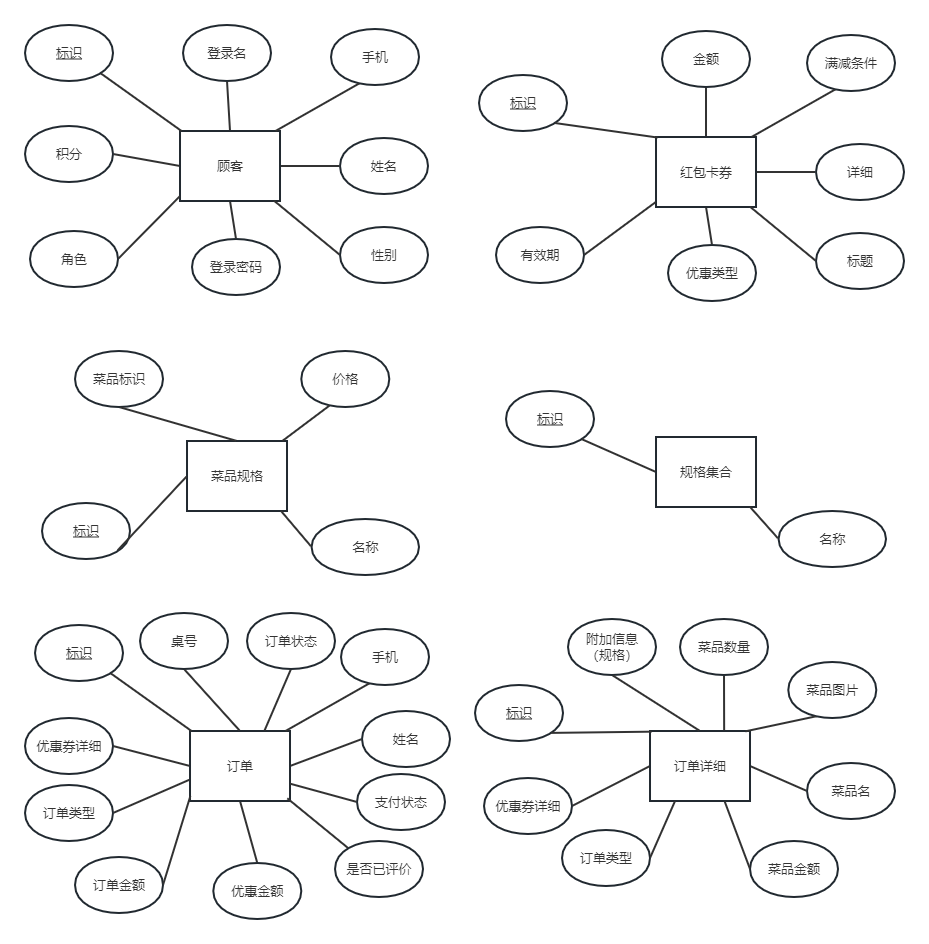 标识
登录名
手机
积分
顾客
姓名
角色
登录密码
性别
标识
金额
满减条件
红包卡券
详细
有效期
优惠类型
标题
菜品标识
价格
菜品规格
标识
名称
标识
规格集合
名称
标识
桌号
订单状态
手机
优惠券详细
订单
姓名
订单类型
支付状态
订单金额
优惠金额
是否已评价
标识
附加信息
（规格）
菜品数量
菜品图片
订单详细
优惠券详细
菜品名
订单类型
菜品金额